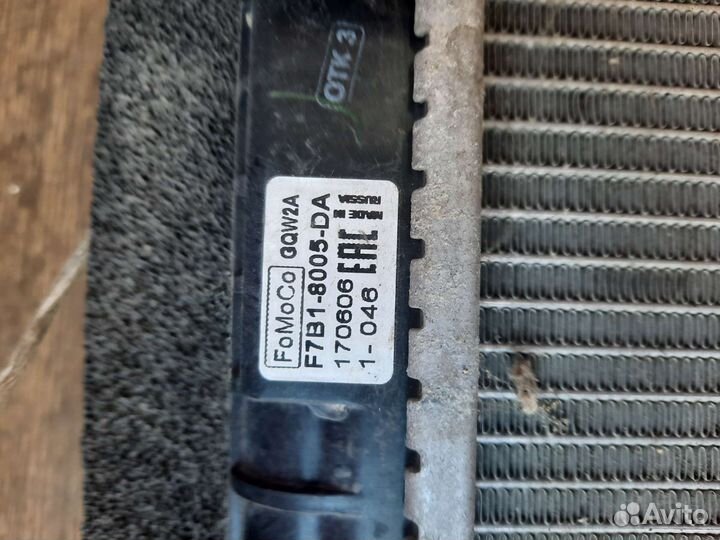 OTK 3
FoMoCo GQW2A
F7B1-8005-DA
170606 EAC MADE IN RUSSIA
1-046
Avito